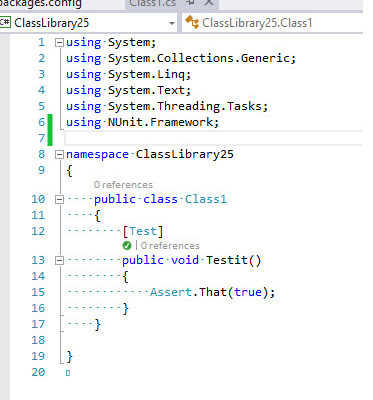 packages.config Class1.cs
C# ClassLibrary25 ClassLibrary25.Class1
1 using System;
2 using System.Collections.Generic;
3 using System.Linq;
4 using System.Text;
5 using System.Threading.Tasks;
6 using NUnit.Framework;
7
8 namespace ClassLibrary25
9 {
0 references
10 public class Class1
11 {
12 [Test]
| 0 references
13 public void Testit()
14 {
15 Assert.That(true);
16 }
17 }
18
19 }
20